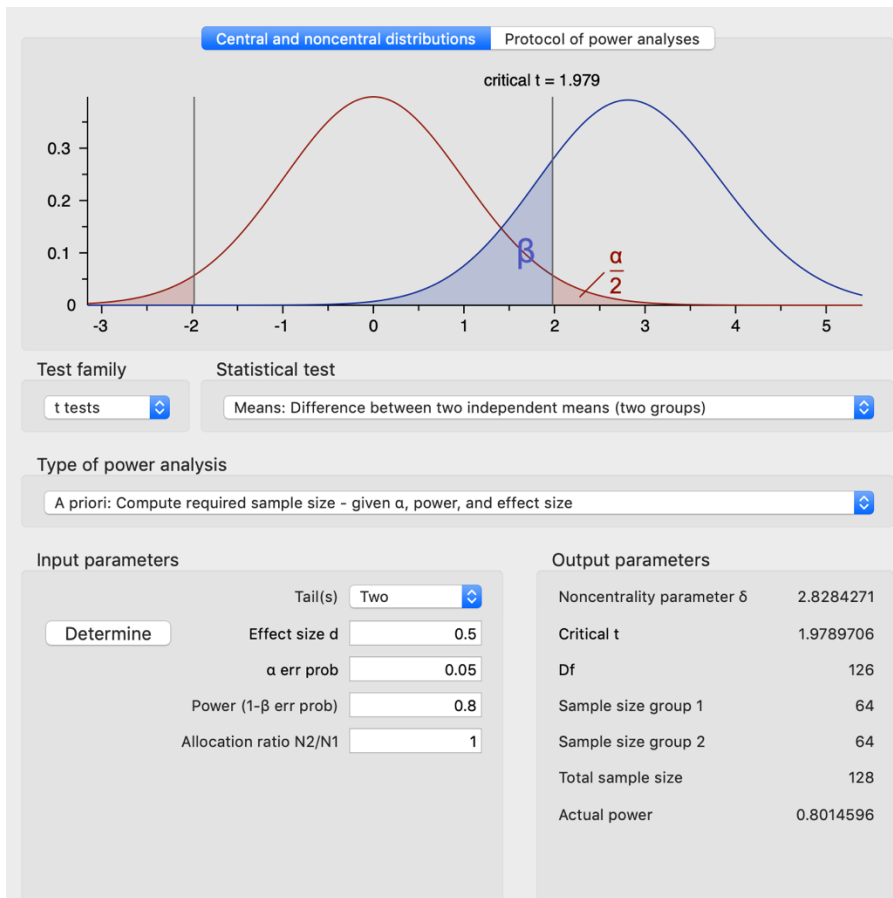 Central and noncentral distributions Protocol of power analyses
critical t = 1.979
0.3
0.2
0.1
0
β
α
2
-3 -2 -1 0 1 2 3 4 5
Test family Statistical test
t tests Means: Difference between two independent means (two groups)
Type of power analysis
A priori: Compute required sample size - given α, power, and effect size
Input parameters Output parameters
Tail(s) Two Noncentrality parameter δ 2.8284271
Determine Effect size d 0.5 Critical t 1.9789706
α err prob 0.05 Df 126
Power (1-β err prob) 0.8 Sample size group 1 64
Allocation ratio N2/N1 1 Sample size group 2 64
Total sample size 128
Actual power 0.8014596